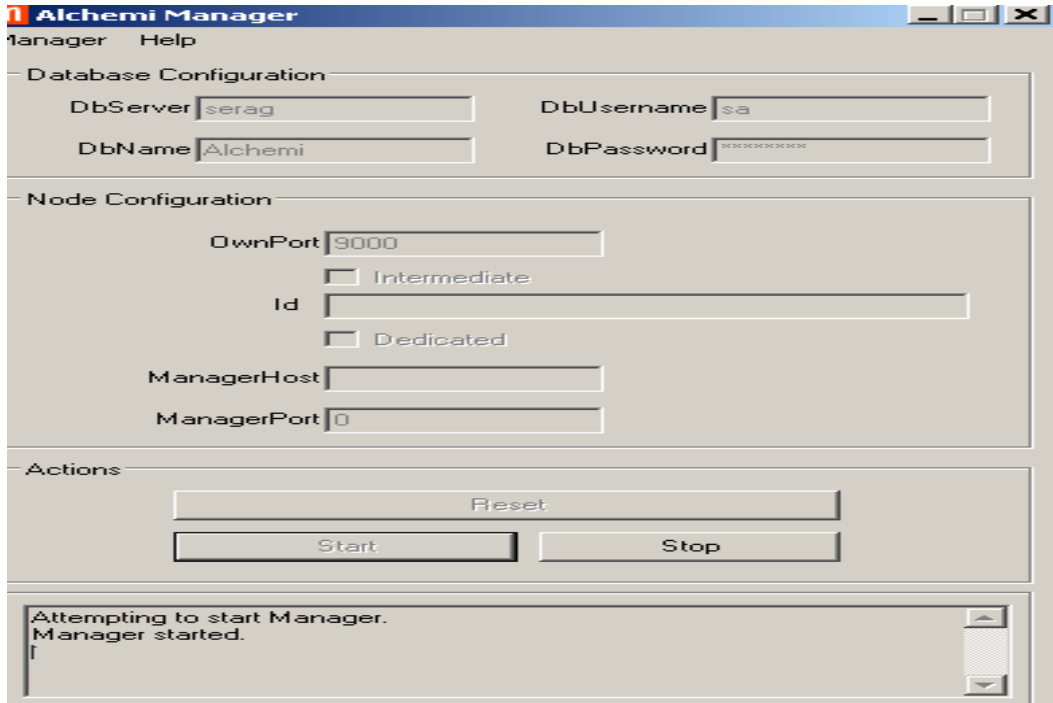 Alchemi Manager
Manager Help
Database Configuration
DbServer serag DbUsername sa
DbName Alchemi DbPassword ********
Node Configuration
OwnPort 9000
Intermediate
Id
Dedicated
ManagerHost
ManagerPort 0
Actions
Reset
Start Stop
Attempting to start Manager.
Manager started.